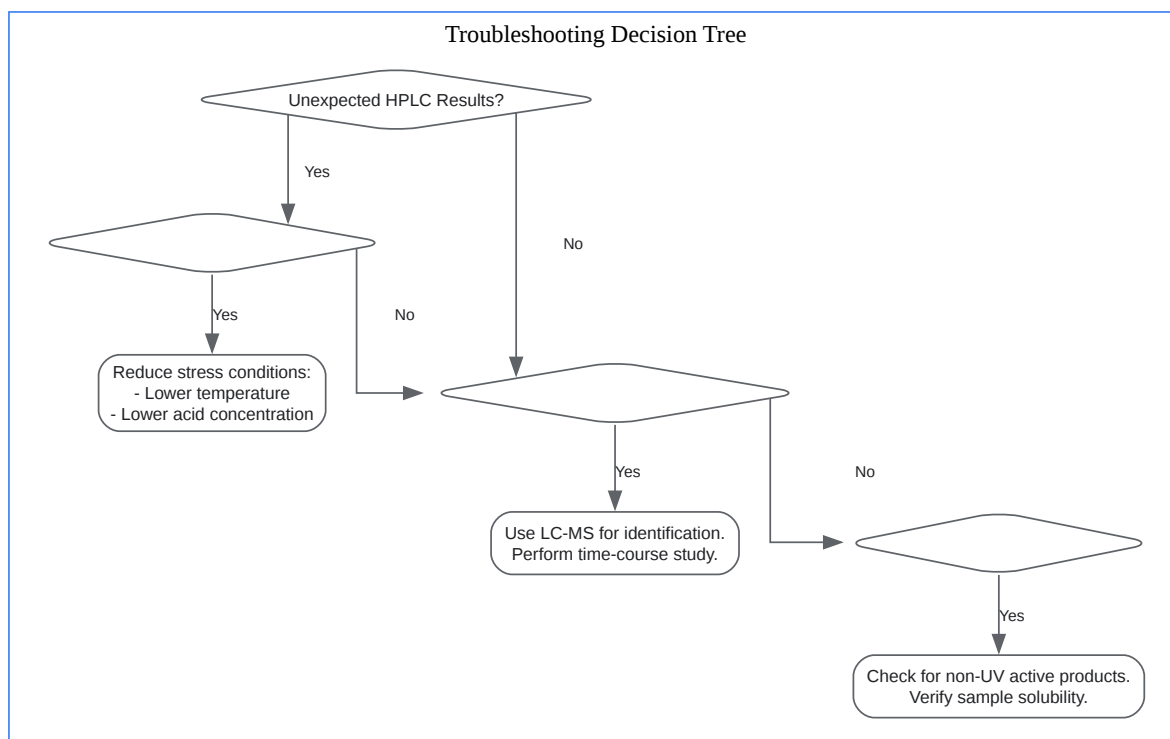 Troubleshooting Decision Tree
Unexpected HPLC Results?
Yes
No
Yes
No
Reduce stress conditions:
- Lower temperature
- Lower acid concentration
Yes
No
Use LC-MS for identification.
Perform time-course study.
Yes
Check for non-UV active products.
Verify sample solubility.